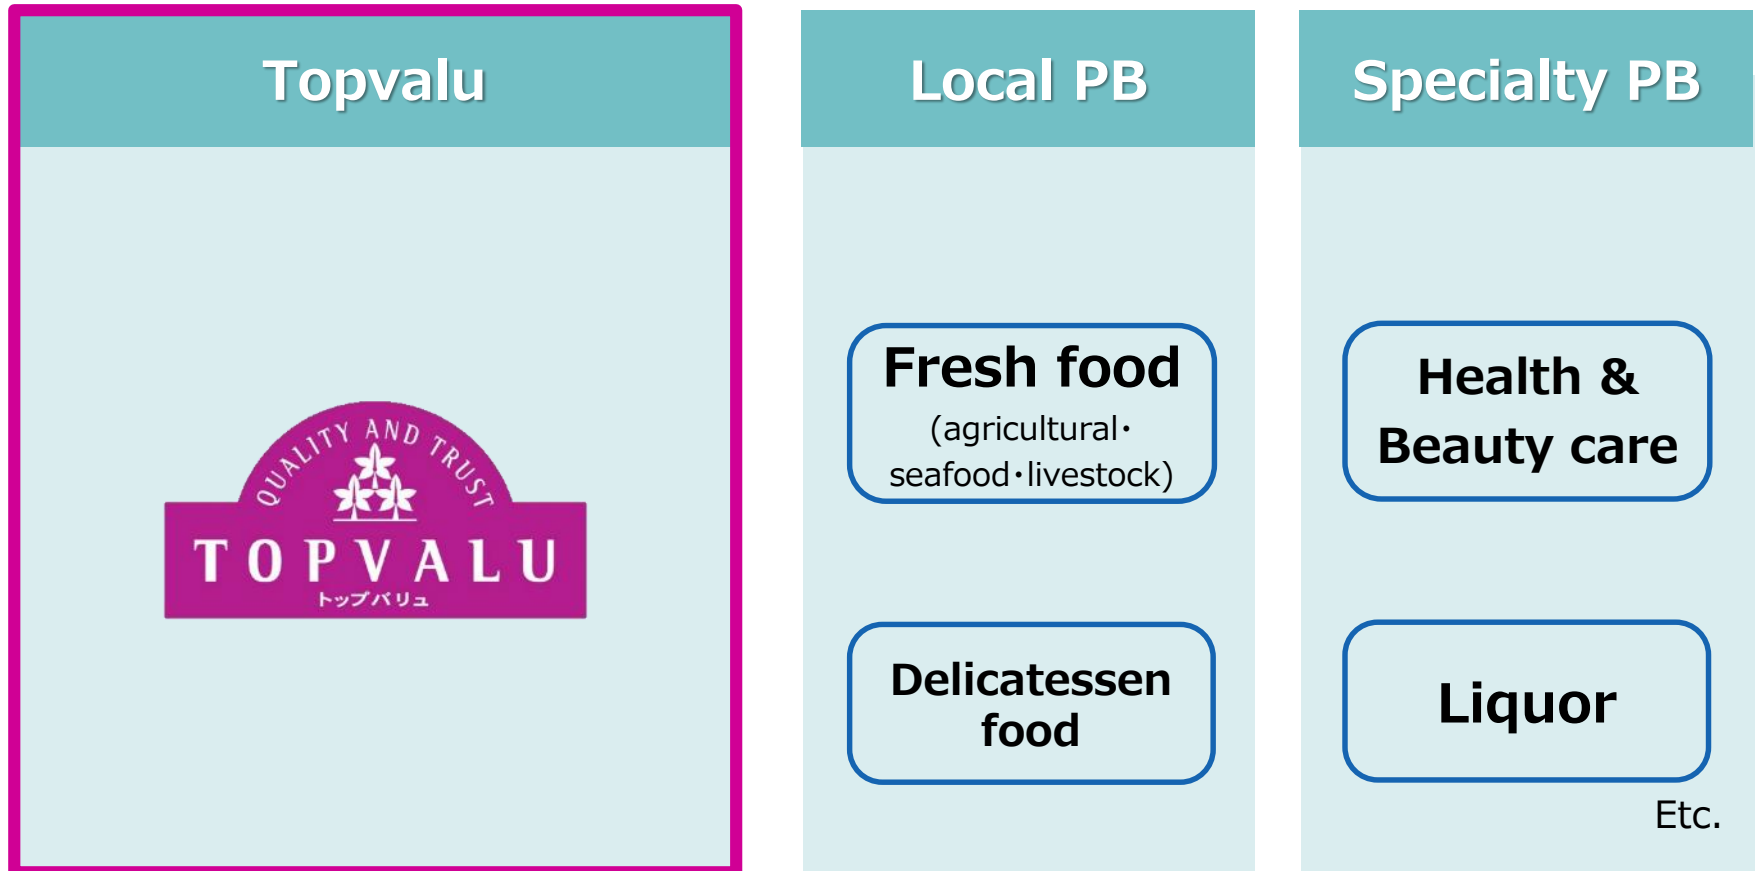 Topvalu
QUALITY AND TRUST
TOPVALU
トップバリュ
Local PB
Fresh food
(agricultural・
seafood・livestock)
Delicatessen
food
Specialty PB
Health &
Beauty care
Liquor
Etc.